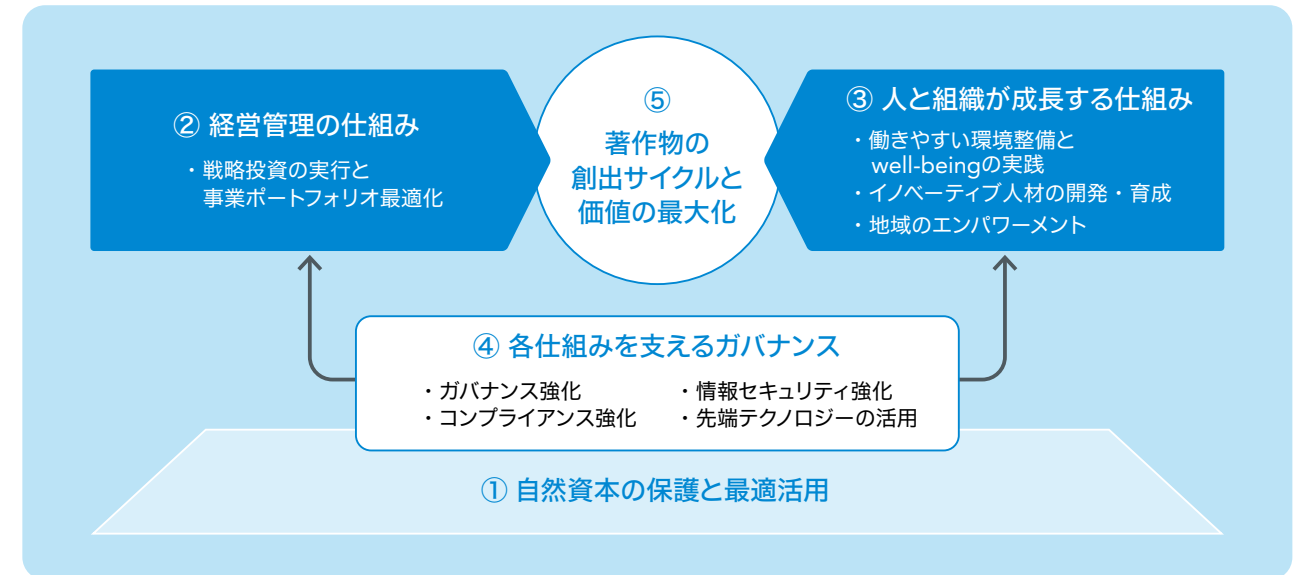 ② 経営管理の仕組み
・戦略投資の実行と
事業ポートフォリオ最適化
⑤
著作物の
創出サイクルと
価値の最大化
③ 人と組織が成長する仕組み
・働きやすい環境整備と
well-beingの実践
・イノベーティブ人材の開発・育成
・地域のエンパワーメント
④ 各仕組みを支えるガバナンス
・ガバナンス強化
・コンプライアンス強化
・情報セキュリティ強化
・先端テクノロジーの活用
① 自然資本の保護と最適活用